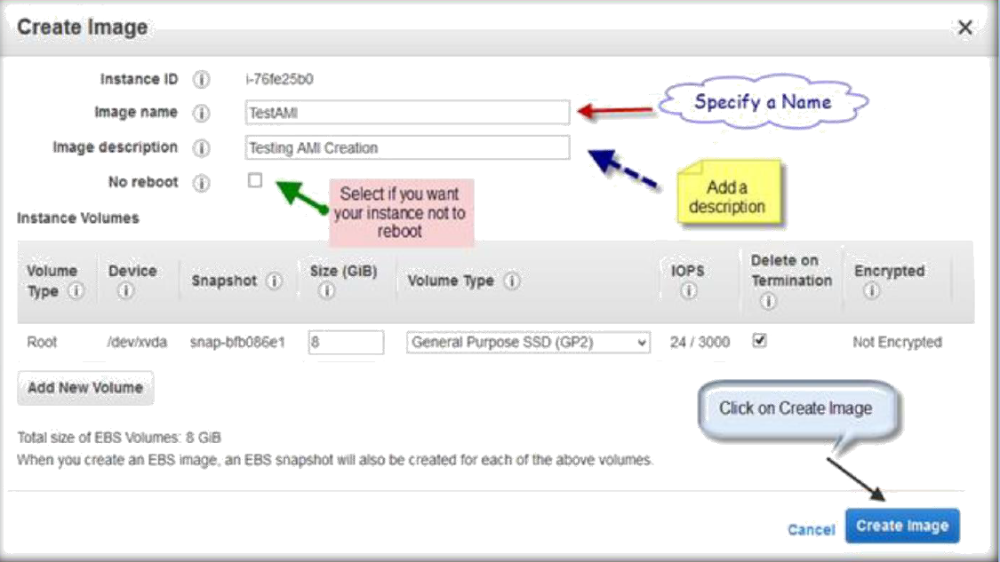 Create Image
Instance ID i-76fe25b0
Image name TestAMI
Specify a Name
Image description Testing AMI Creation
Add a
description
No reboot
Select if you want
your instance not to
reboot
Instance Volumes
Volume Type
Device
Snapshot
Size (GiB)
Volume Type
IOPS
Delete on Termination
Encrypted
Root /dev/xvda snap-bfb086e1 8 General Purpose SSD (GP2) 24 / 3000 Not Encrypted
Add New Volume
Click on Create Image
Total size of EBS Volumes: 8 GiB
When you create an EBS image, an EBS snapshot will also be created for each of the above volumes.
Cancel Create Image